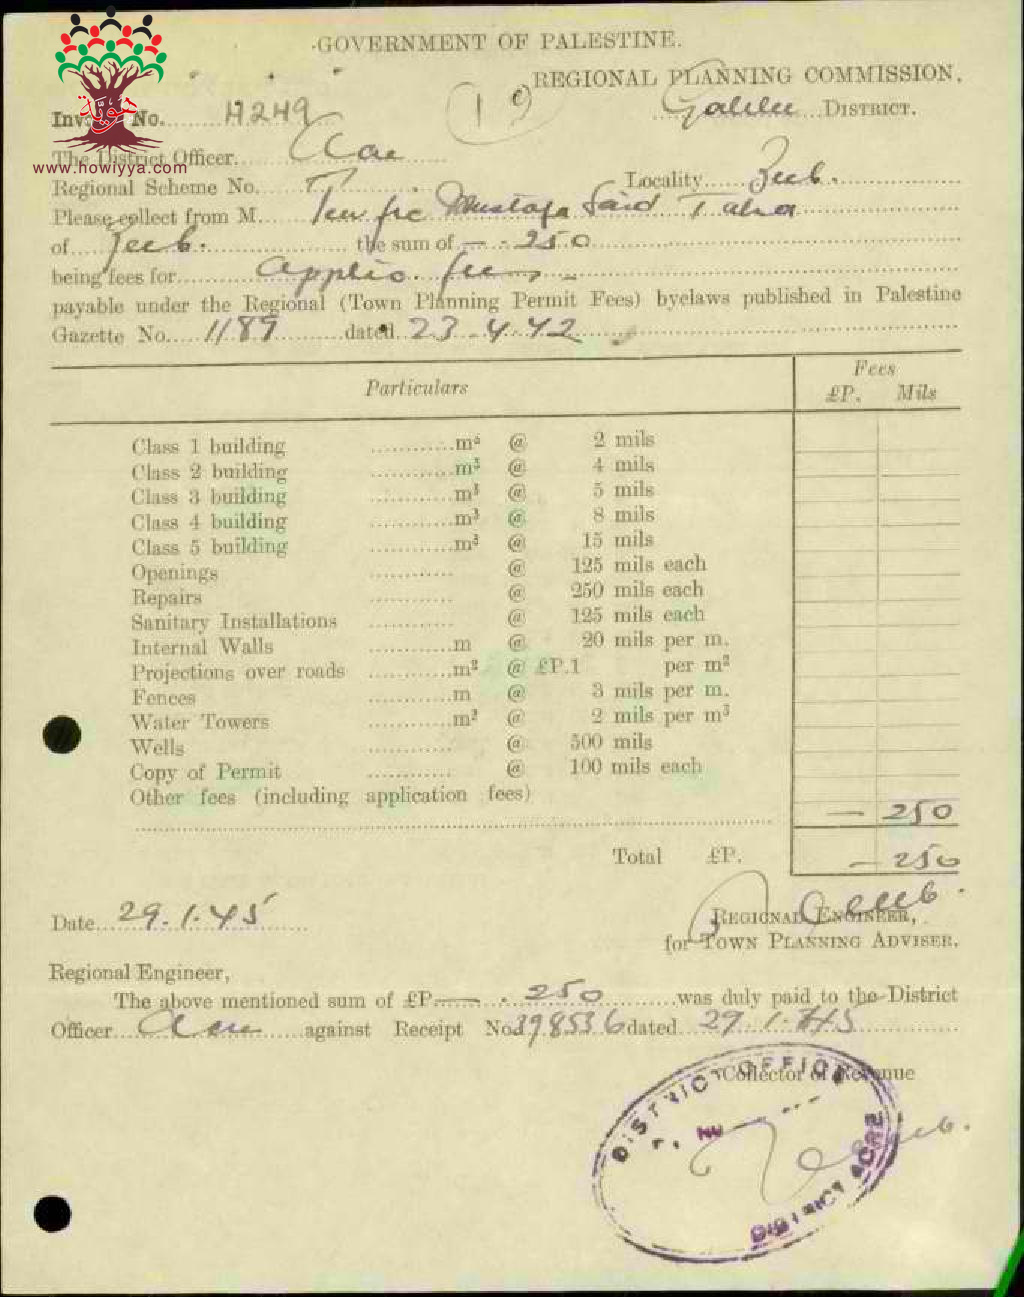 GOVERNMENT OF PALESTINE.
REGIONAL PLANNING COMMISSION.
Galilee DISTRICT.
Inv. No. H249
هوية
www.howiyya.com
The District Officer. Acre
Regional Scheme No. Locality Zeeb.
Please collect from M. Tewfic Mustafa Said Taha
of Zeeb. the sum of — . 250
being fees for Applic. fees, —
payable under the Regional (Town Planning Permit Fees) byelaws published in Palestine
Gazette No. 1189 dated 23.4.42
Particulars Fees
£P. Mils
Class 1 building m³ @ 2 mils
Class 2 building m³ @ 4 mils
Class 3 building m³ @ 5 mils
Class 4 building m³ @ 8 mils
Class 5 building m³ @ 15 mils
Openings @ 125 mils each
Repairs @ 250 mils each
Sanitary Installations @ 125 mils each
Internal Walls m @ 20 mils per m.
Projections over roads m² @ £P.1 per m²
Fences m @ 3 mils per m.
Water Towers m³ @ 2 mils per m³
Wells @ 500 mils
Copy of Permit @ 100 mils each
Other fees (including application fees) — 250
Total £P. — 250
Date 29.1.45
REGIONAL ENGINEER,
for TOWN PLANNING ADVISER.
Regional Engineer,
The above mentioned sum of £P. — . 250 was duly paid to the District
Officer Acre against Receipt No. 398536 dated 29.1.45
Collector of Revenue
DISTRICT OFFICE
DISTRICT ACRE